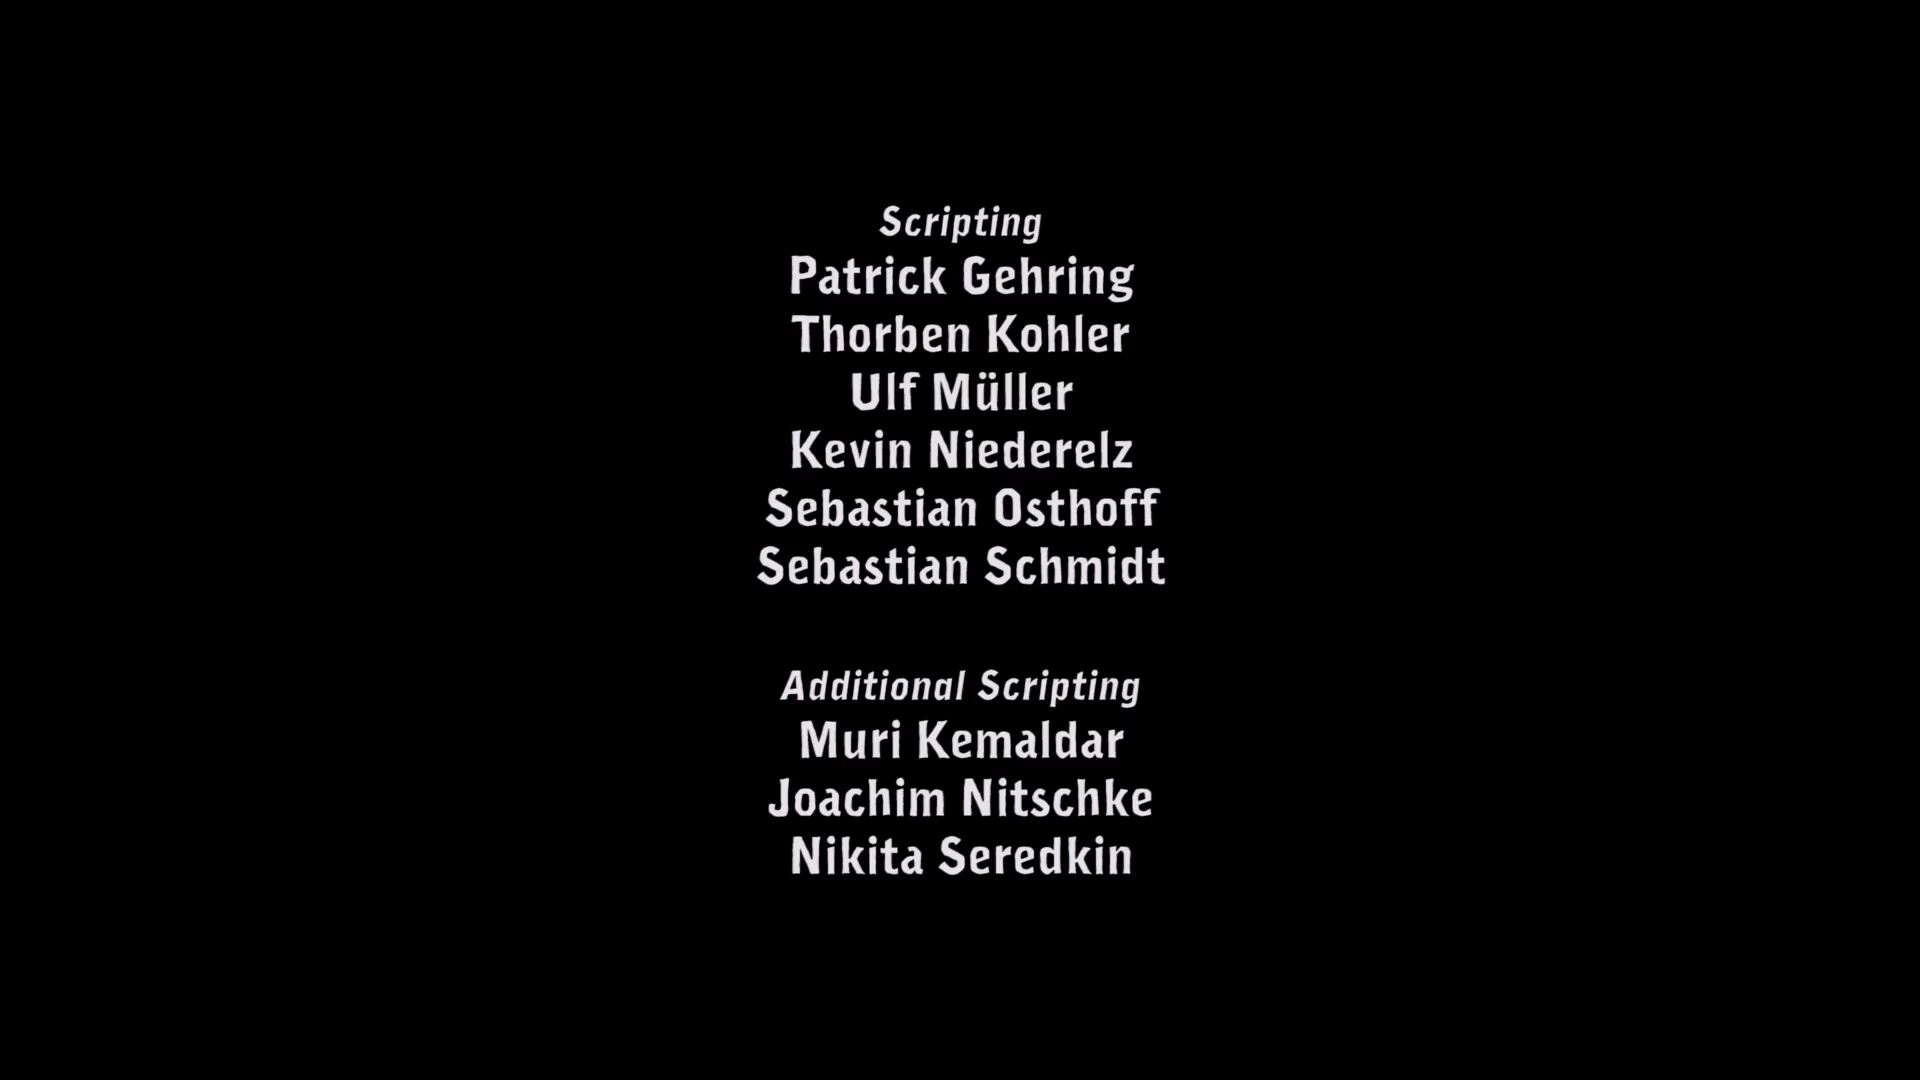 Scripting
Patrick Gehring
Thorben Kohler
Ulf Müller
Kevin Niederelz
Sebastian Osthoff
Sebastian Schmidt
Additional Scripting
Muri Kemaldar
Joachim Nitschke
Nikita Seredkin